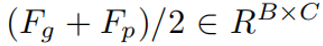 (F_g + F_p)/2 ∈ R^{B×C}